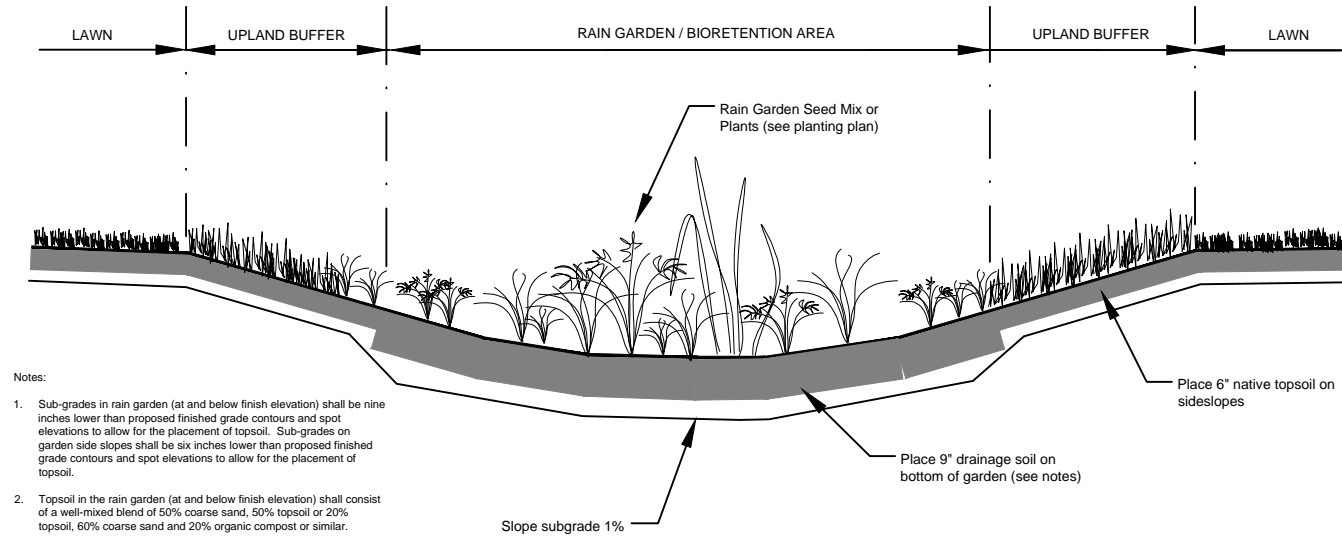 LAWN UPLAND BUFFER RAIN GARDEN / BIORETENTION AREA UPLAND BUFFER LAWN
Rain Garden Seed Mix or
Plants (see planting plan)
Place 6" native topsoil on
sideslopes
Place 9" drainage soil on
bottom of garden (see notes)
Slope subgrade 1%
Notes:
1. Sub-grades in rain garden (at and below finish elevation) shall be nine
inches lower than proposed finished grade contours and spot
elevations to allow for the placement of topsoil. Sub-grades on
garden side slopes shall be six inches lower than proposed finished
grade contours and spot elevations to allow for the placement of
topsoil.
2. Topsoil in the rain garden (at and below finish elevation) shall consist
of a well-mixed blend of 50% coarse sand, 50% topsoil or 20%
topsoil, 60% coarse sand and 20% organic compost or similar.